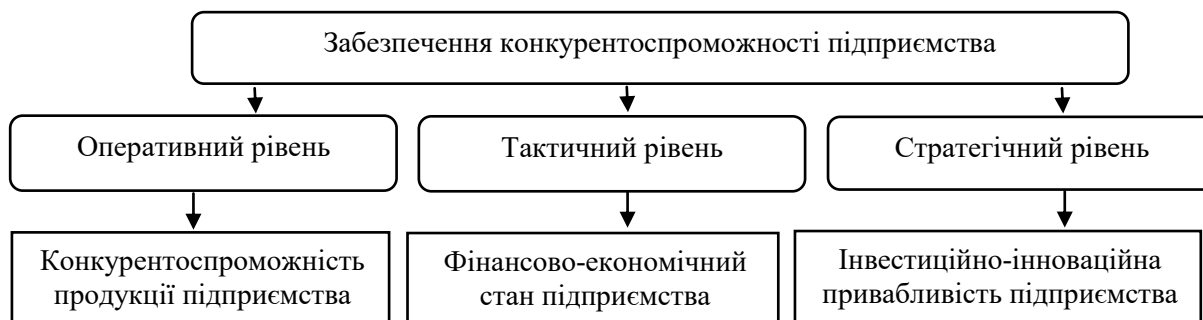 Забезпечення конкурентоспроможності підприємства
Оперативний рівень
Тактичний рівень
Стратегічний рівень
Конкурентоспроможність
продукції підприємства
Фінансово-економічний
стан підприємства
Інвестиційно-інноваційна
привабливість підприємства